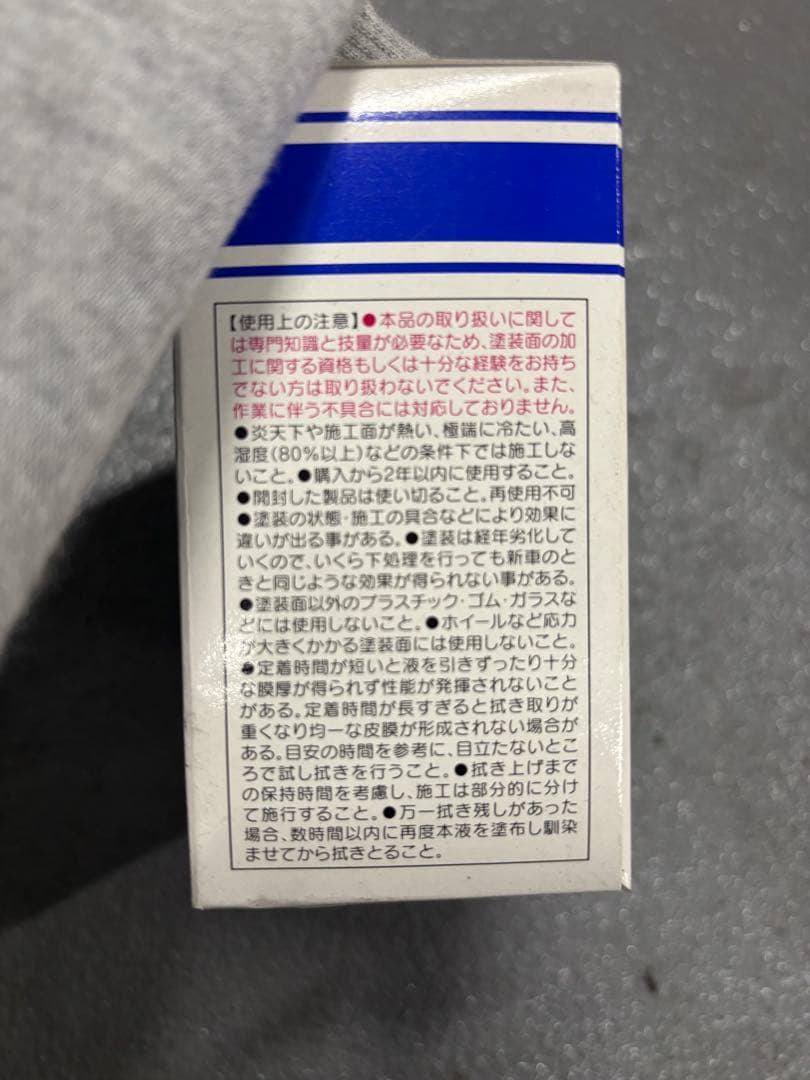 【使用上の注意】●本品の取り扱いに関して
は専門知識と技量が必要なため、塗装面の加
工に関する資格もしくは十分な経験をお持ち
でない方は取り扱わないでください。また、
作業に伴う不具合には対応しておりません。
●炎天下や施工面が熱い、極端に冷たい、高
湿度(80%以上)などの条件下では施工しな
いこと。●購入から2年以内に使用すること。
●開封した製品は使い切ること。再使用不可
●塗装の状態・施工の具合などにより効果に
違いが出る事がある。●塗装は経年劣化して
いくので、いくら下処理を行っても新車のと
きと同じような効果が得られない事がある。
●塗装面以外のプラスチック・ゴム・ガラスな
どには使用しないこと。●ホイールなど応力
が大きくかかる塗装面には使用しないこと。
●定着時間が短いと液を引きずったり十分
な膜厚が得られず性能が発揮されないこと
がある。定着時間が長すぎると拭き取りが
重くなり均一な皮膜が形成されない場合が
ある。目安の時間を参考に、目立たないとこ
ろで試し拭きを行うこと。●拭き上げまで
の保持時間を考慮し、施工は部分的に分け
て施行すること。●万一拭き残しがあった
場合、数時間以内に再度本液を塗布し馴染
ませてから拭きとること。